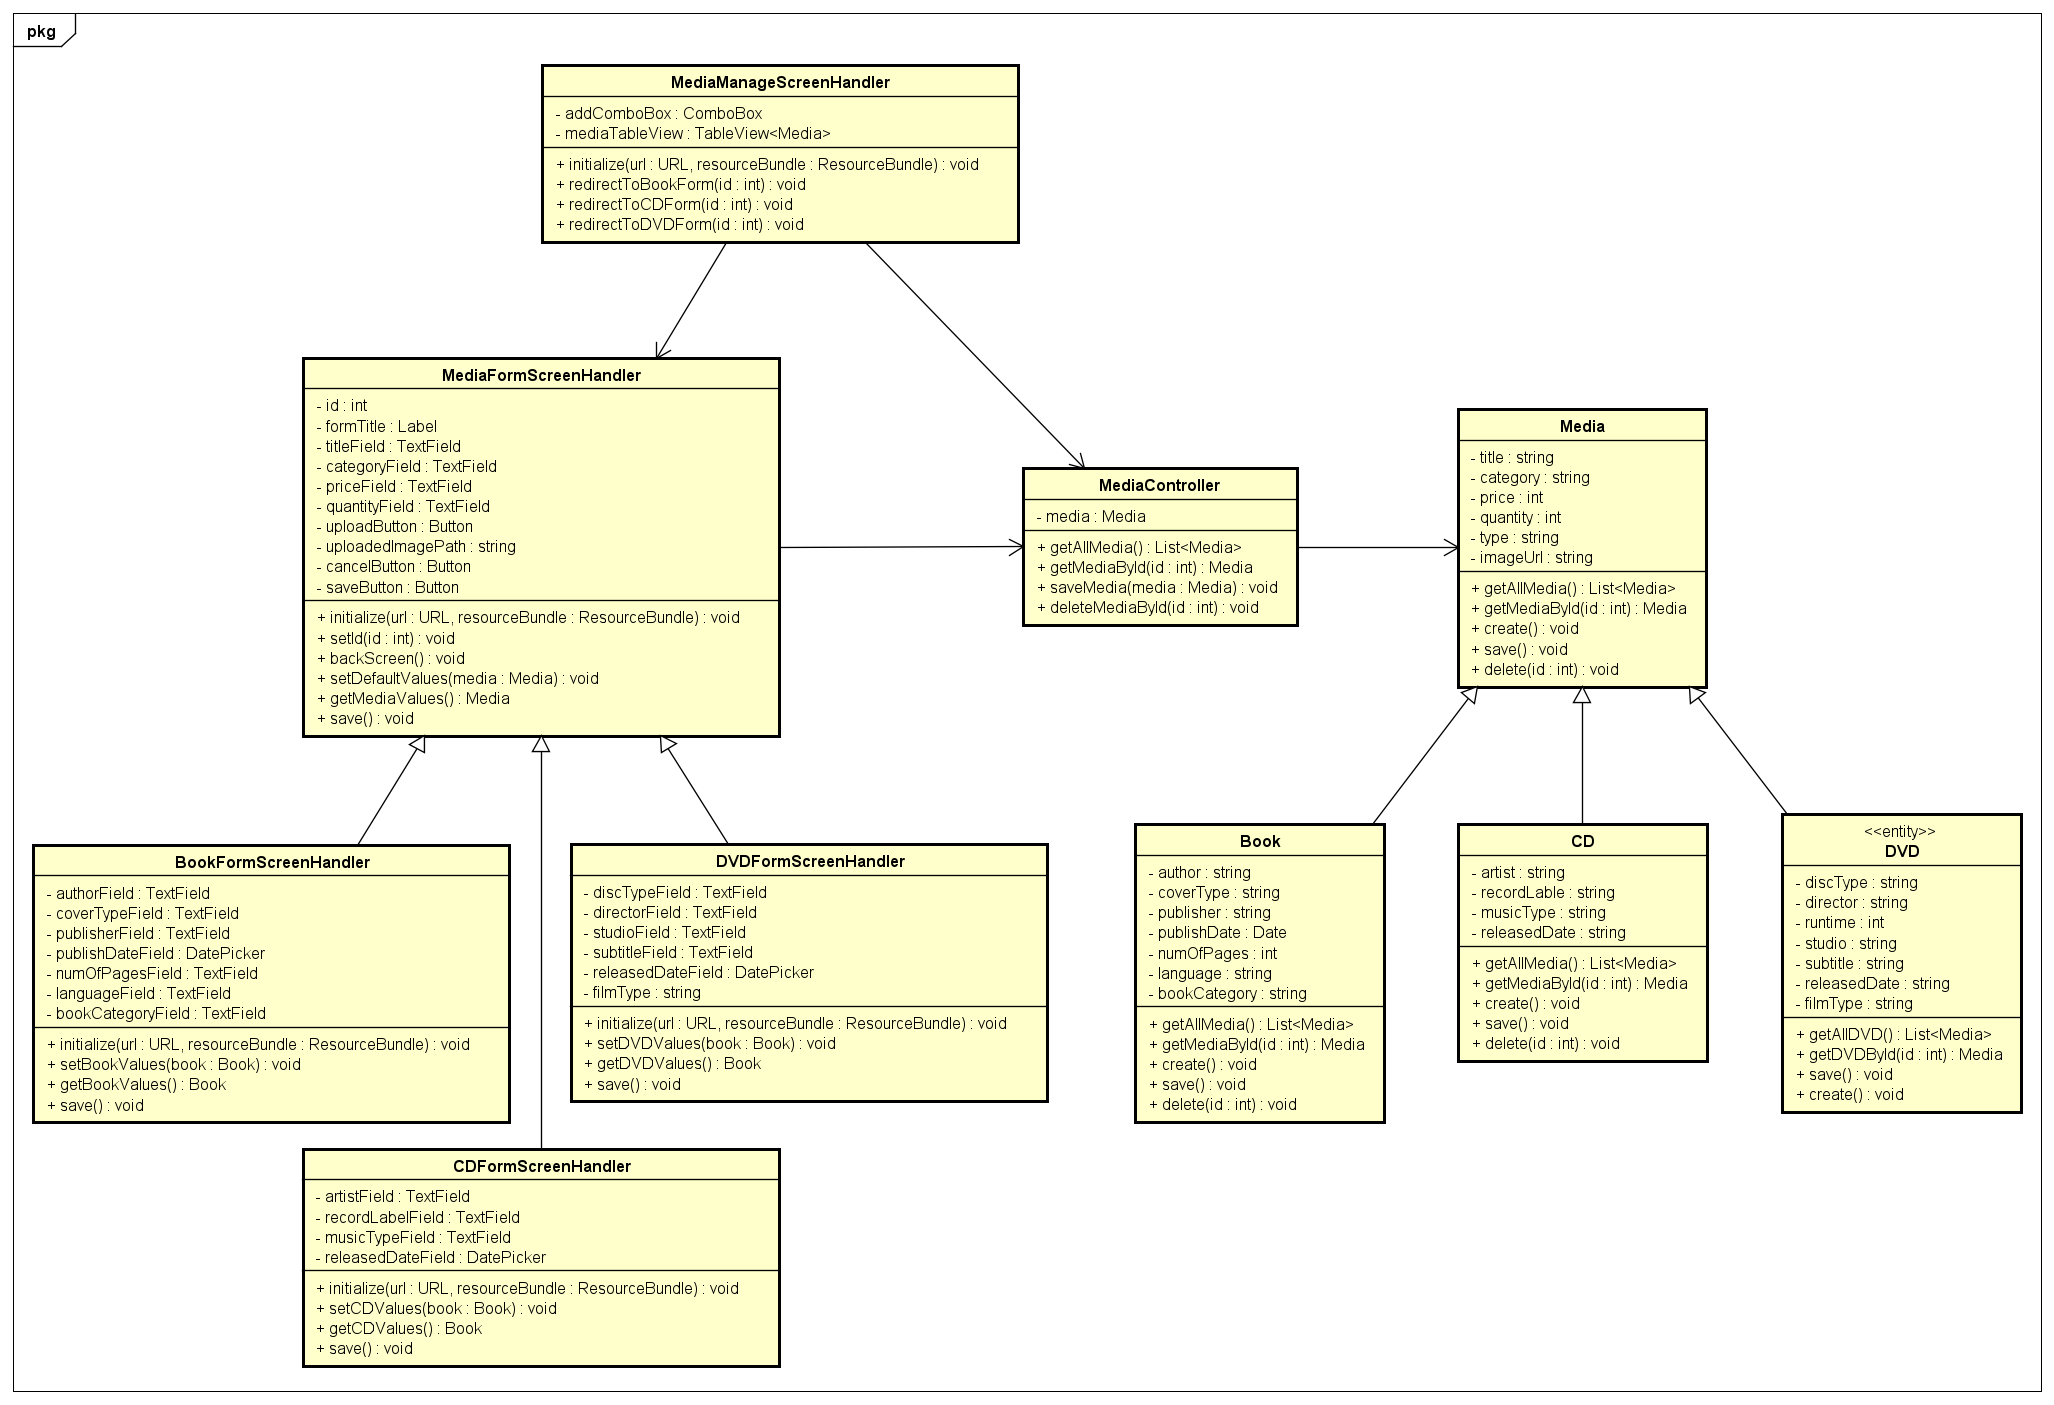 pkg
MediaManageScreenHandler
- addComboBox : ComboBox
- mediaTableView : TableView<Media>
+ initialize(url : URL, resourceBundle : ResourceBundle) : void
+ redirectToBookForm(id : int) : void
+ redirectToCDForm(id : int) : void
+ redirectToDVDForm(id : int) : void
MediaFormScreenHandler
- id : int
- formTitle : Label
- titleField : TextField
- categoryField : TextField
- priceField : TextField
- quantityField : TextField
- uploadButton : Button
- uploadedImagePath : string
- cancelButton : Button
- saveButton : Button
+ initialize(url : URL, resourceBundle : ResourceBundle) : void
+ setId(id : int) : void
+ backScreen() : void
+ setDefaultValues(media : Media) : void
+ getMediaValues() : Media
+ save() : void
MediaController
- media : Media
+ getAllMedia() : List<Media>
+ getMediaById(id : int) : Media
+ saveMedia(media : Media) : void
+ deleteMediaById(id : int) : void
Media
- title : string
- category : string
- price : int
- quantity : int
- type : string
- imageUrl : string
+ getAllMedia() : List<Media>
+ getMediaById(id : int) : Media
+ create() : void
+ save() : void
+ delete(id : int) : void
BookFormScreenHandler
- authorField : TextField
- coverTypeField : TextField
- publisherField : TextField
- publishDateField : DatePicker
- numOfPagesField : TextField
- languageField : TextField
- bookCategoryField : TextField
+ initialize(url : URL, resourceBundle : ResourceBundle) : void
+ setBookValues(book : Book) : void
+ getBookValues() : Book
+ save() : void
DVDFormScreenHandler
- discTypeField : TextField
- directorField : TextField
- studioField : TextField
- subtitleField : TextField
- releasedDateField : DatePicker
- filmType : string
+ initialize(url : URL, resourceBundle : ResourceBundle) : void
+ setDVDValues(book : Book) : void
+ getDVDValues() : Book
+ save() : void
Book
- author : string
- coverType : string
- publisher : string
- publishDate : Date
- numOfPages : int
- language : string
- bookCategory : string
+ getAllMedia() : List<Media>
+ getMediaById(id : int) : Media
+ create() : void
+ save() : void
+ delete(id : int) : void
CD
- artist : string
- recordLable : string
- musicType : string
- releasedDate : string
+ getAllMedia() : List<Media>
+ getMediaById(id : int) : Media
+ create() : void
+ save() : void
+ delete(id : int) : void
<<entity>>
DVD
- discType : string
- director : string
- runtime : int
- studio : string
- subtitle : string
- releasedDate : string
- filmType : string
+ getAllDVD() : List<Media>
+ getDVDById(id : int) : Media
+ save() : void
+ create() : void
CDFormScreenHandler
- artistField : TextField
- recordLabelField : TextField
- musicTypeField : TextField
- releasedDateField : DatePicker
+ initialize(url : URL, resourceBundle : ResourceBundle) : void
+ setCDValues(book : Book) : void
+ getCDValues() : Book
+ save() : void